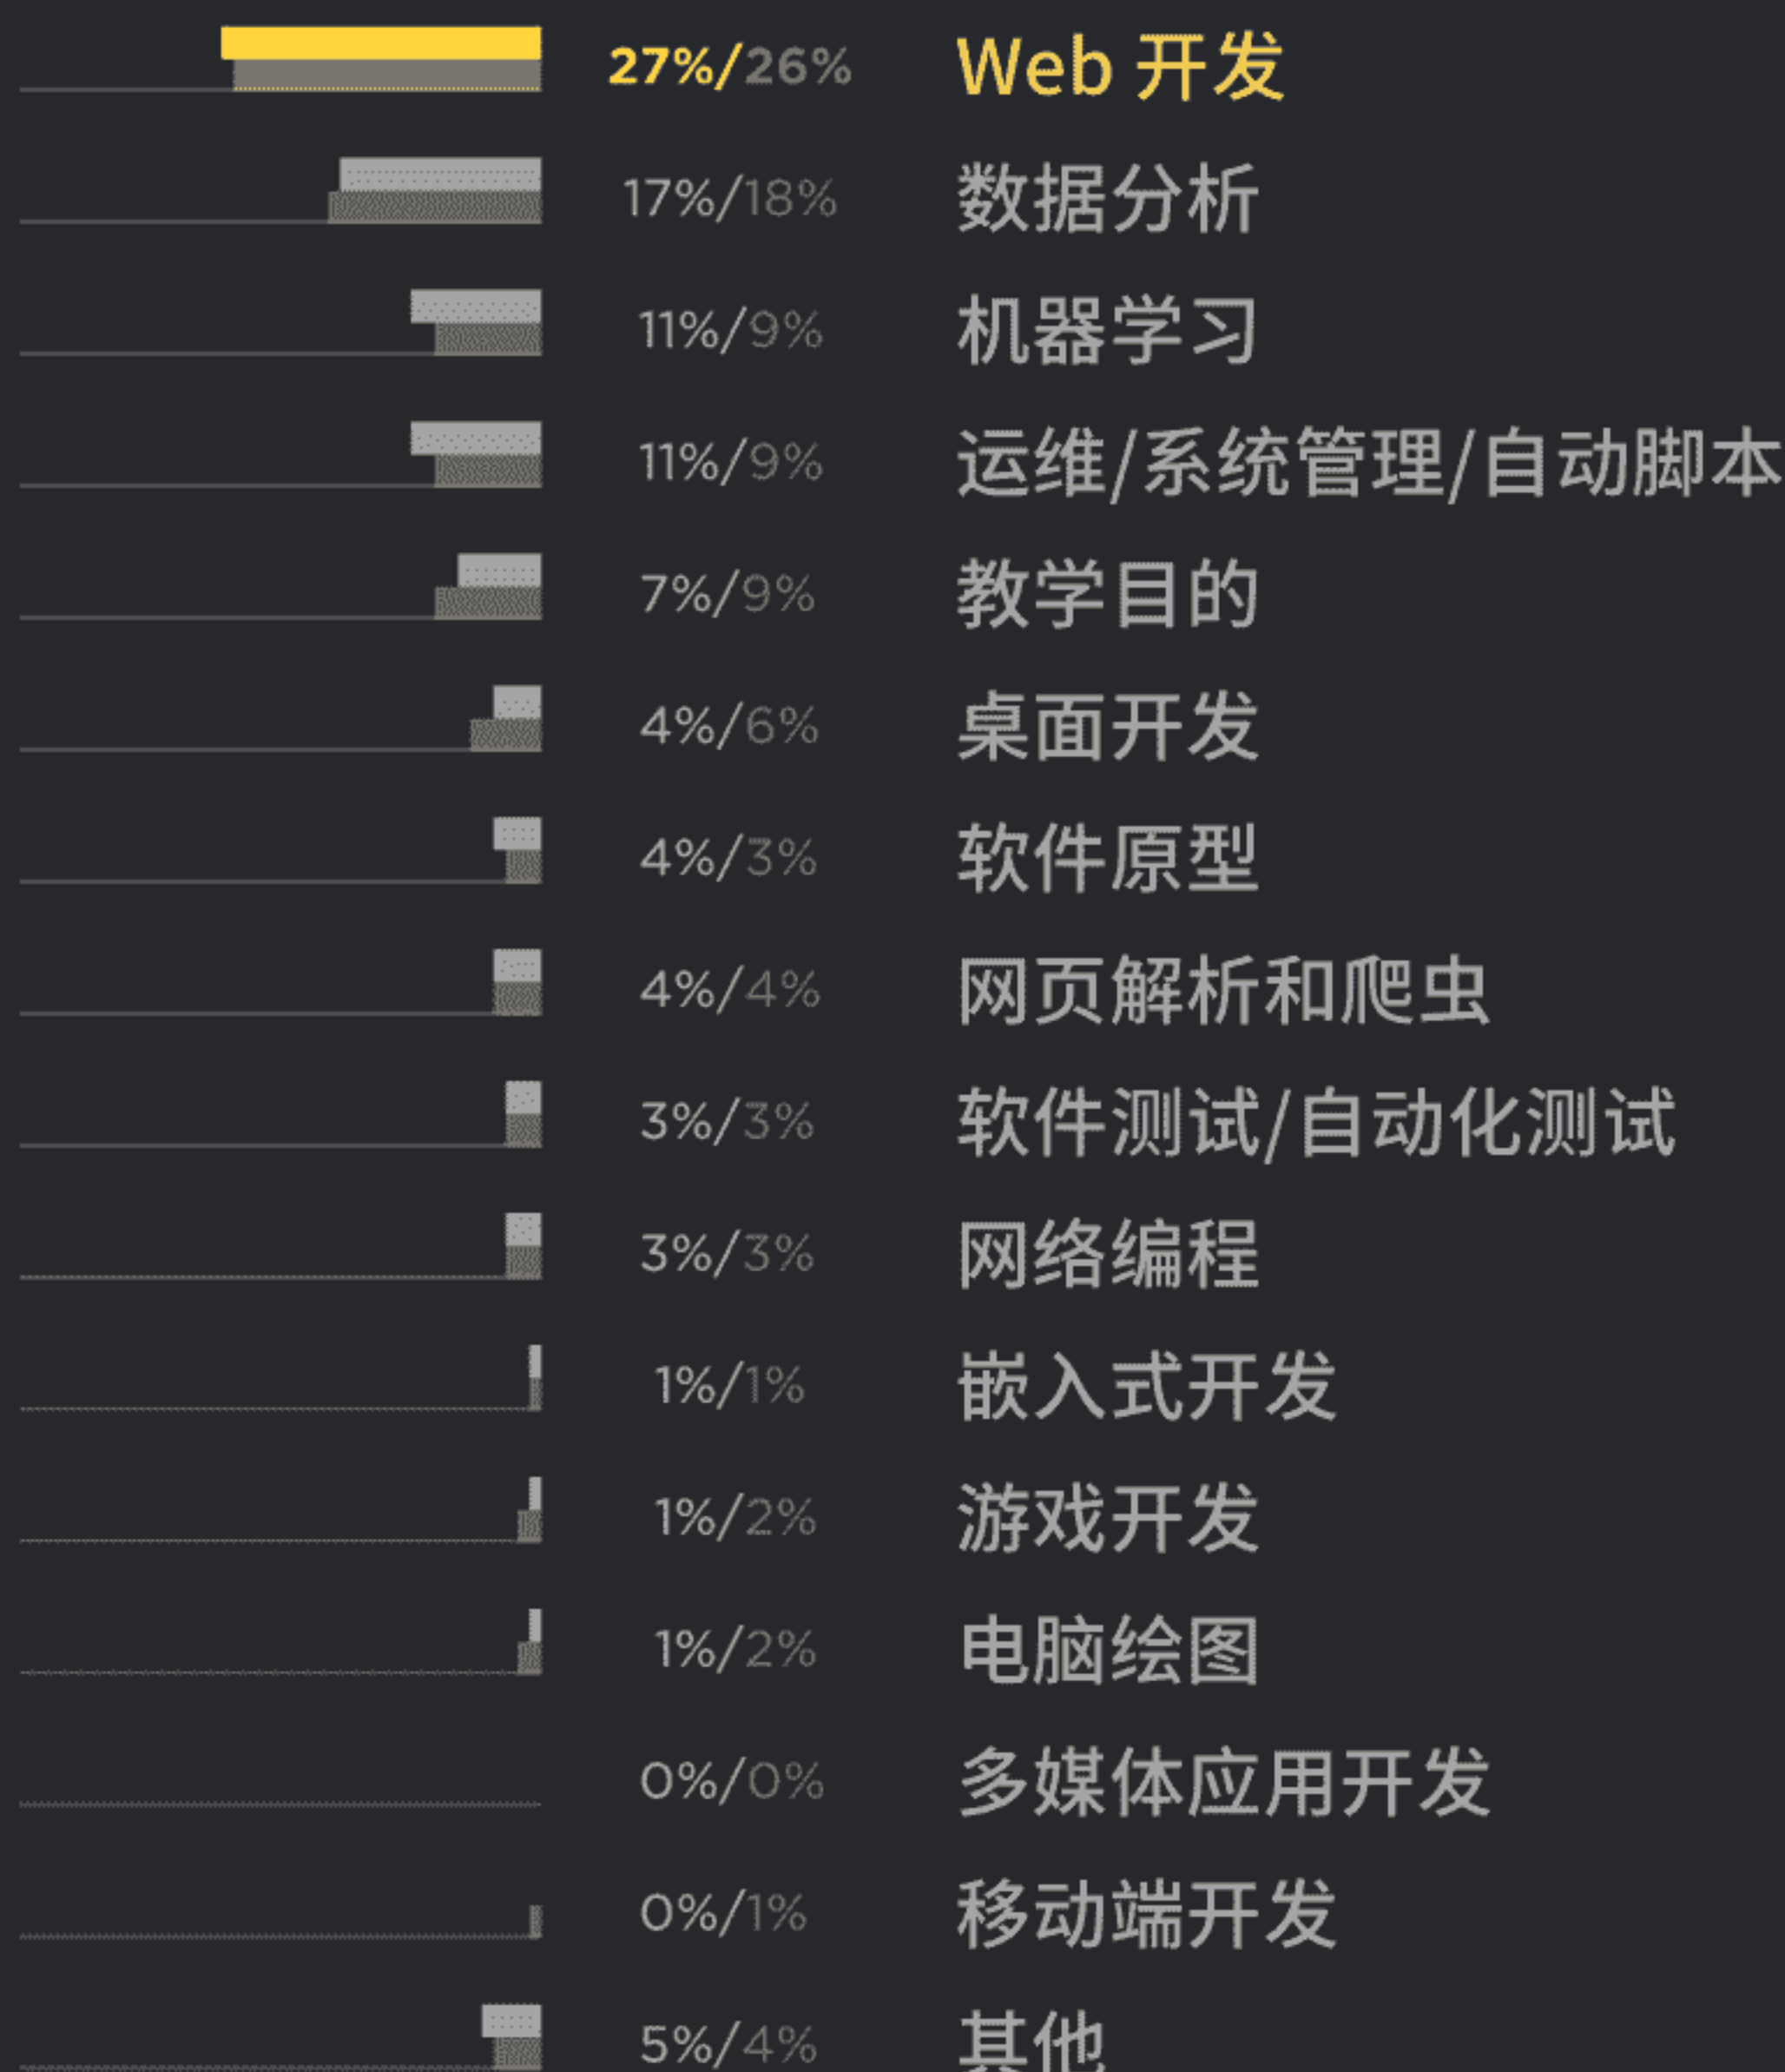 27%/26% Web 开发
17%/18% 数据分析
11%/9% 机器学习
11%/9% 运维/系统管理/自动脚本
7%/9% 教学目的
4%/6% 桌面开发
4%/3% 软件原型
4%/4% 网页解析和爬虫
3%/3% 软件测试/自动化测试
3%/3% 网络编程
1%/1% 嵌入式开发
1%/2% 游戏开发
1%/2% 电脑绘图
0%/0% 多媒体应用开发
0%/1% 移动端开发
5%/4% 其他